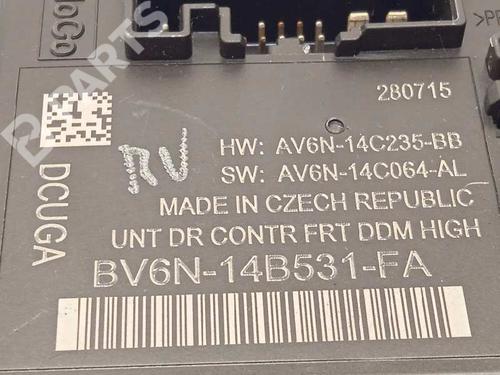 B-PARTS
280715
RV
HW: AV6N-14C235-BB
SW: AV6N-14C064-AL
MADE IN CZECH REPUBLIC
UNT DR CONTR FRT DDM HIGH
BV6N-14B531-FA
DCUGA